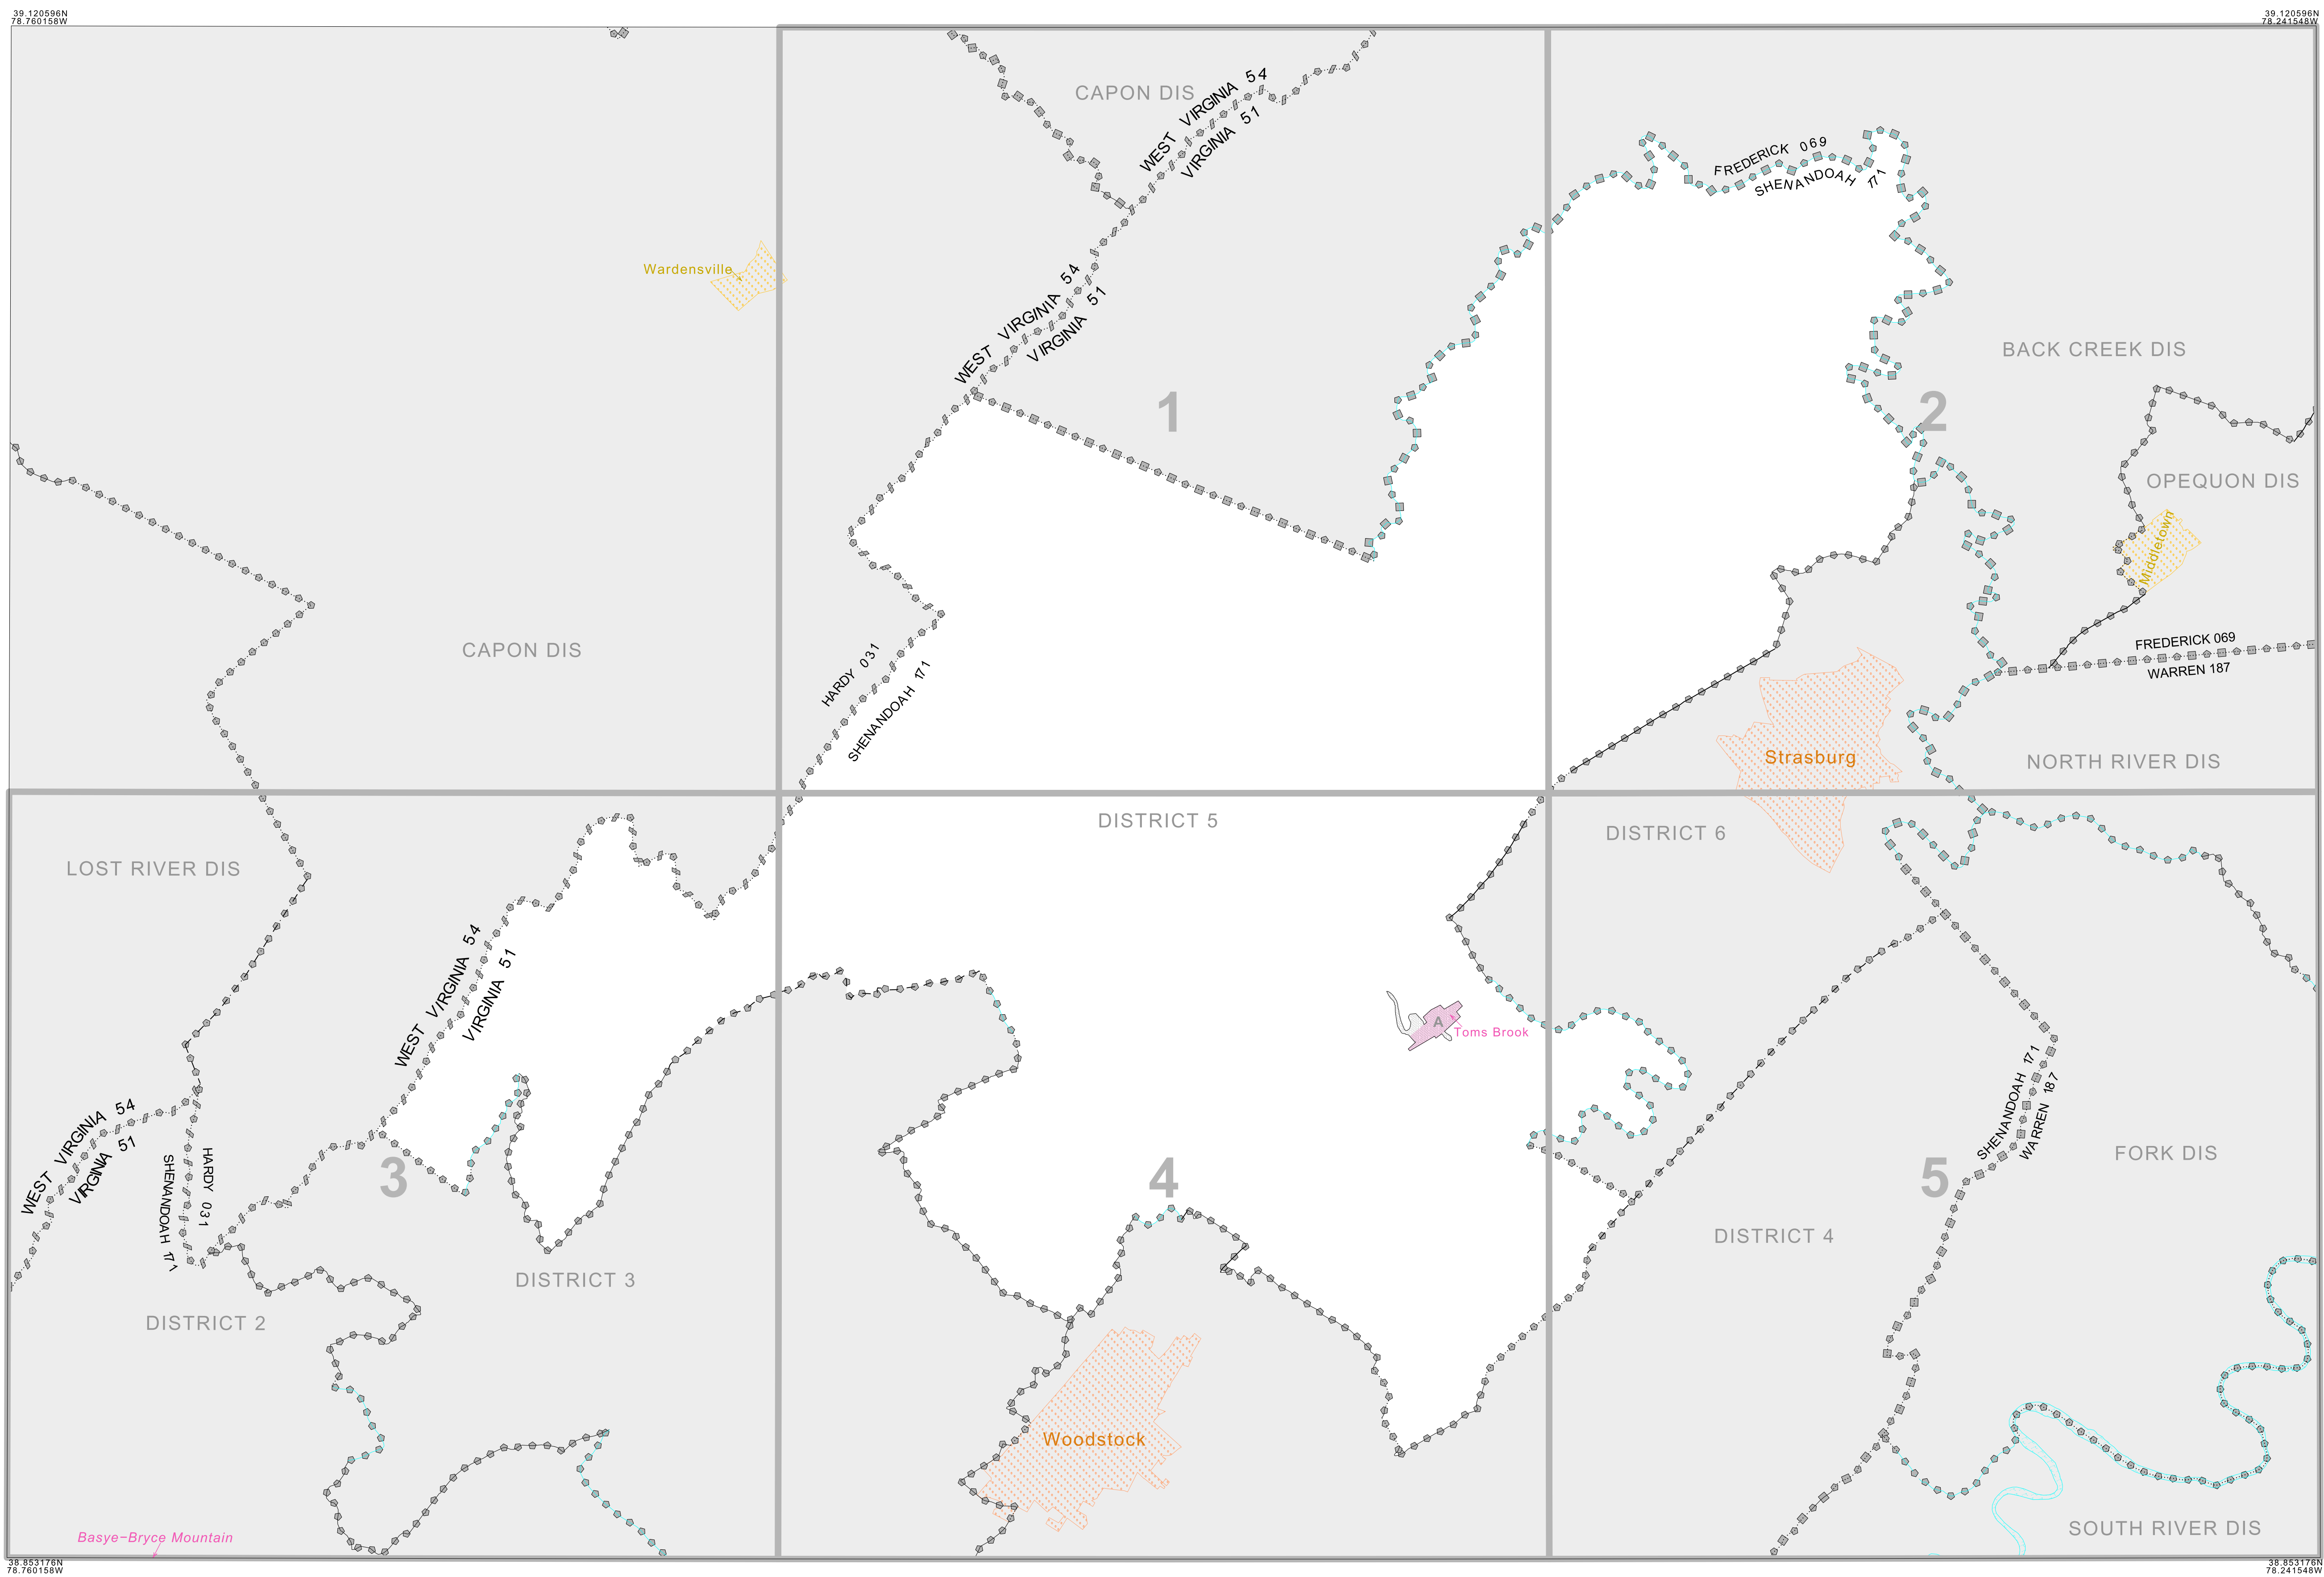 39.120596N
78.760158W
39.120596N
78.241548W
CAPON DIS
WEST VIRGINIA 54
VIRGINIA 51
FREDERICK 069
SHENANDOAH 171
Wardensville
WEST VIRGINIA 54
VIRGINIA 51
BACK CREEK DIS
1
2
OPEQUON DIS
Middletown
CAPON DIS
HARDY 031
SHENANDOAH 171
FREDERICK 069
WARREN 187
Strasburg
NORTH RIVER DIS
DISTRICT 5
DISTRICT 6
LOST RIVER DIS
WEST VIRGINIA 54
VIRGINIA 51
A
Toms Brook
WEST VIRGINIA 54
VIRGINIA 51
HARDY 031
SHENANDOAH 171
SHENANDOAH 171
WARREN 187
FORK DIS
3
4
5
DISTRICT 4
DISTRICT 3
DISTRICT 2
Woodstock
SOUTH RIVER DIS
Basye-Bryce Mountain
38.853176N
78.760158W
38.853176N
78.241548W